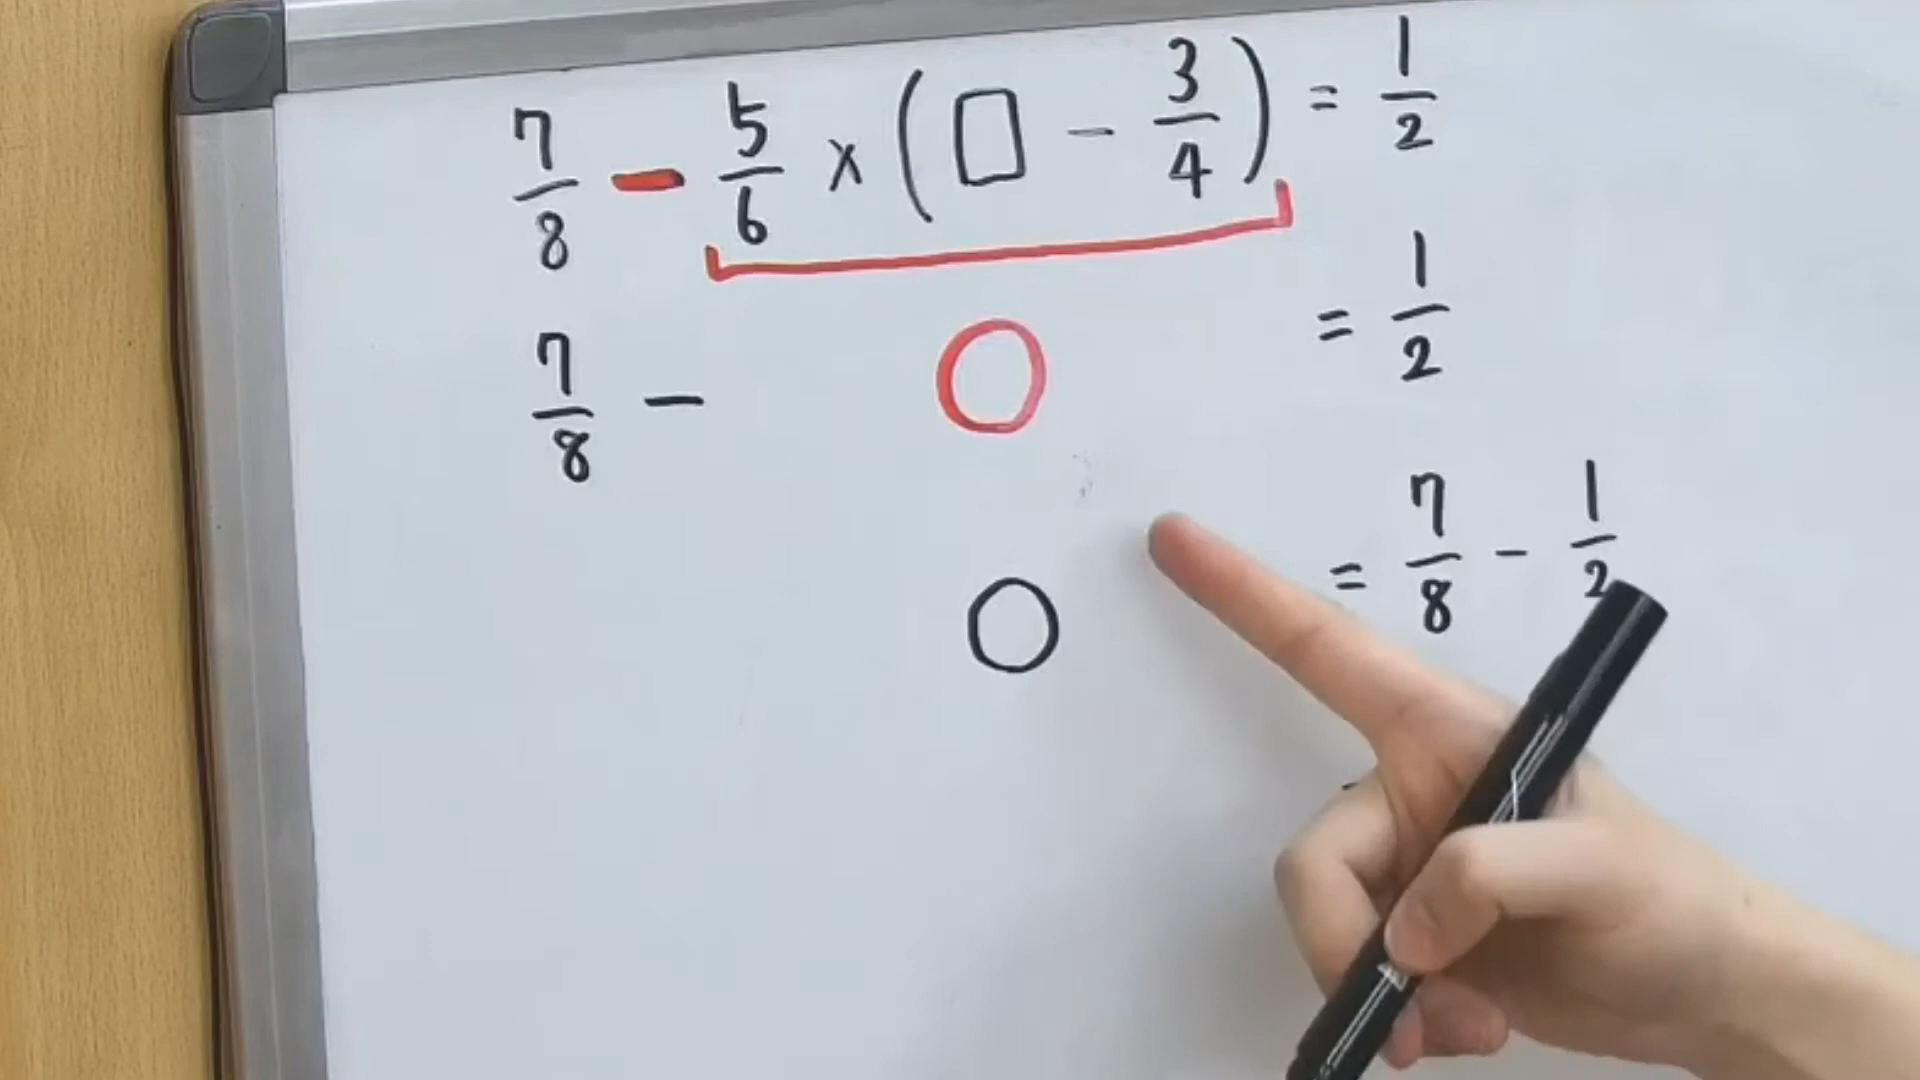 7/8 - 5/6 × (□ - 3/4) = 1/2
7/8 - ○ = 1/2
○ = 7/8 - 1/2